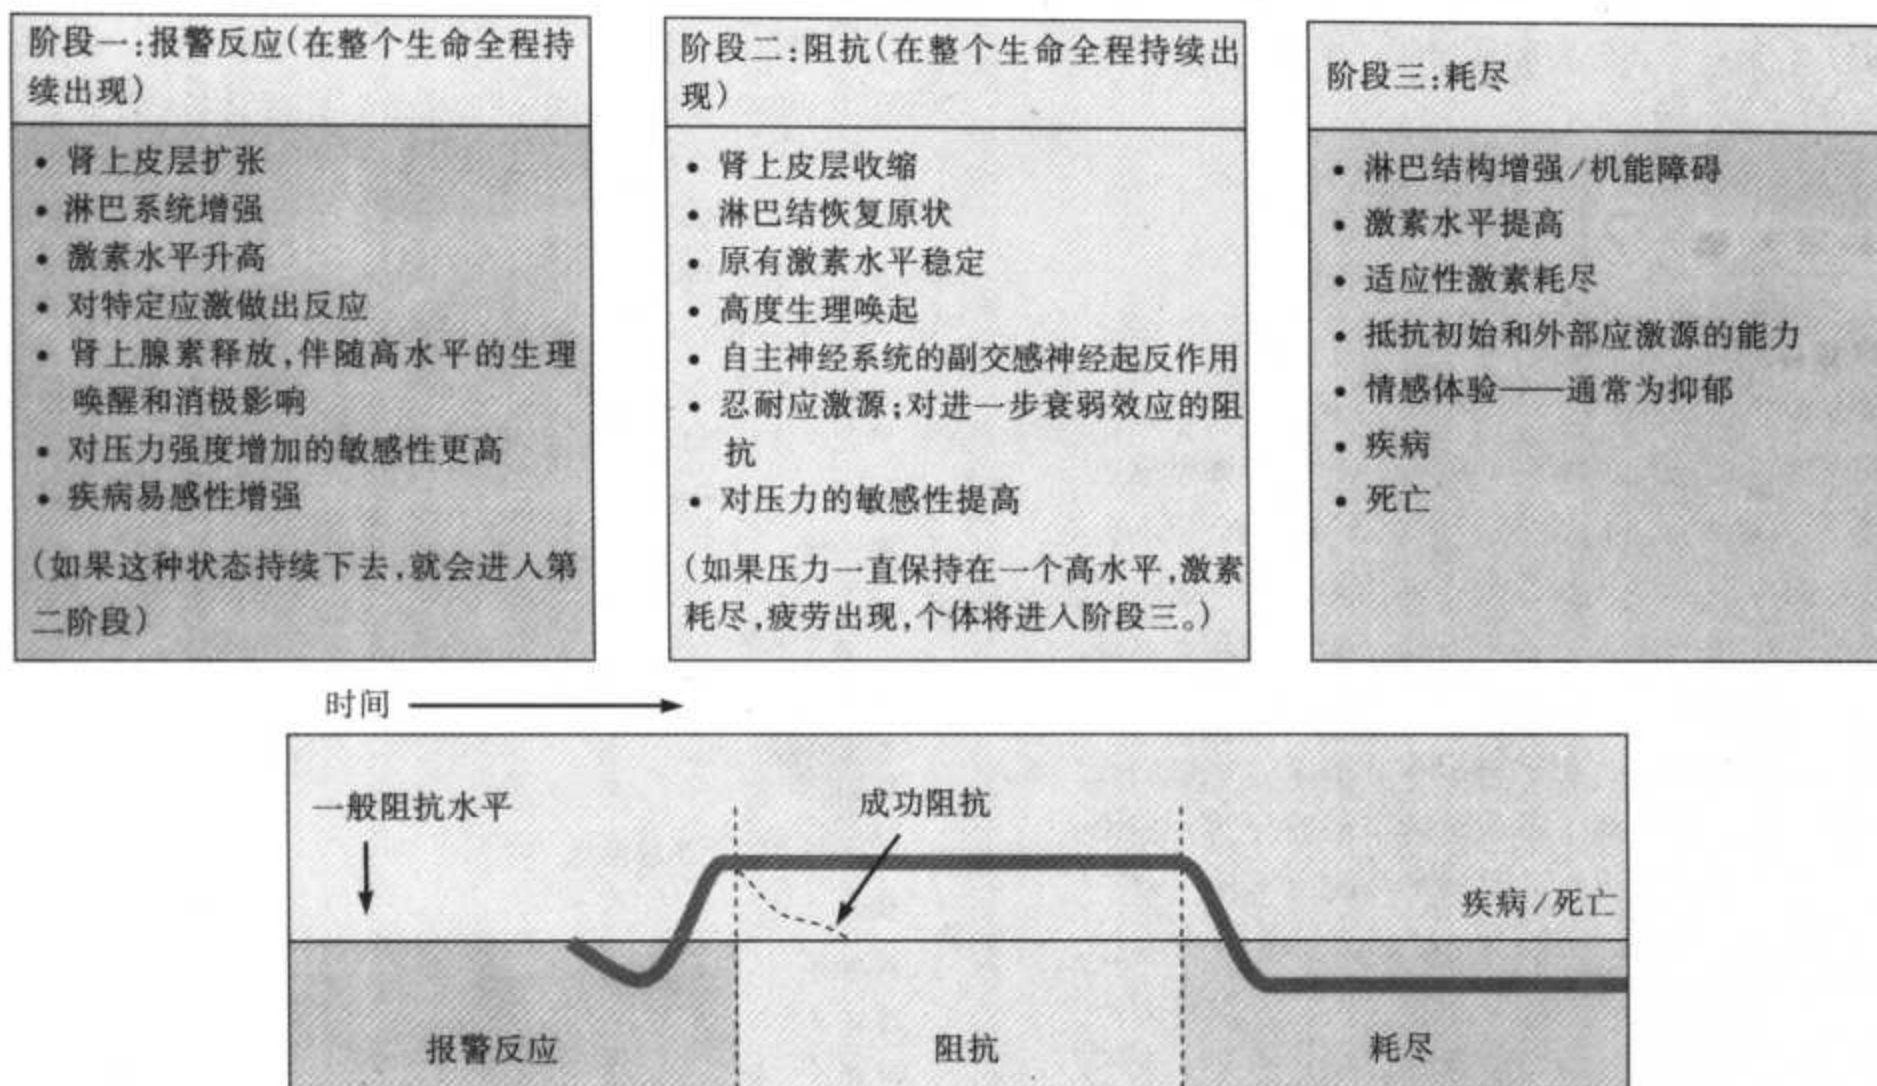 阶段一:报警反应(在整个生命全程持
续出现)
• 肾上皮层扩张
• 淋巴系统增强
• 激素水平升高
• 对特定应激做出反应
• 肾上腺素释放,伴随高水平的生理
唤醒和消极影响
• 对压力强度增加的敏感性更高
• 疾病易感性增强
(如果这种状态持续下去,就会进入第
二阶段)
阶段二:阻抗(在整个生命全程持续出
现)
• 肾上皮层收缩
• 淋巴结恢复原状
• 原有激素水平稳定
• 高度生理唤起
• 自主神经系统的副交感神经起反作用
• 忍耐应激源;对进一步衰弱效应的阻
抗
• 对压力的敏感性提高
(如果压力一直保持在一个高水平,激素
耗尽,疲劳出现,个体将进入阶段三。)
阶段三:耗尽
• 淋巴结构增强/机能障碍
• 激素水平提高
• 适应性激素耗尽
• 抵抗初始和外部应激源的能力
• 情感体验——通常为抑郁
• 疾病
• 死亡
时间
一般阻抗水平
成功阻抗
疾病/死亡
报警反应
阻抗
耗尽